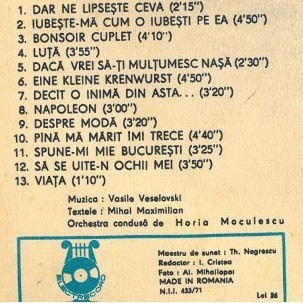 1. DAR NE LIPSEȘTE CEVA (2'15")
2. IUBEȘTE-MĂ CUM O IUBEȘTI PE EA (4'50")
3. BONSOIR CUPLET (4'10")
4. LUȚĂ (3'55")
5. DACĂ VREI SĂ-ȚI MULȚUMESC NAȘĂ (2'30")
6. EINE KLEINE KRENWURST (4'50")
7. DECIT O INIMĂ DIN ASTA... (3'20")
8. NAPOLEON (3'00")
9. DESPRE MODĂ (3'20")
10. PINĂ MĂ MĂRIT IMI TRECE (4'40")
11. SPUNE-MI MIE BUCUREȘTI (3'25")
12. SĂ SE UITE-N OCHII MEI (3'50")
13. VIAȚA (1'10")
Muzica : Vasile Veselovski
Textele : Mihai Maximilian
Orchestra condusă de Horia Moculescu
ELECTRECORD
Maestru de sunet : Th. Negrescu
Redactor : I. Cristea
Foto : Al. Mihailopol
MADE IN ROMANIA
N.I.I. 433/71
Lei 26